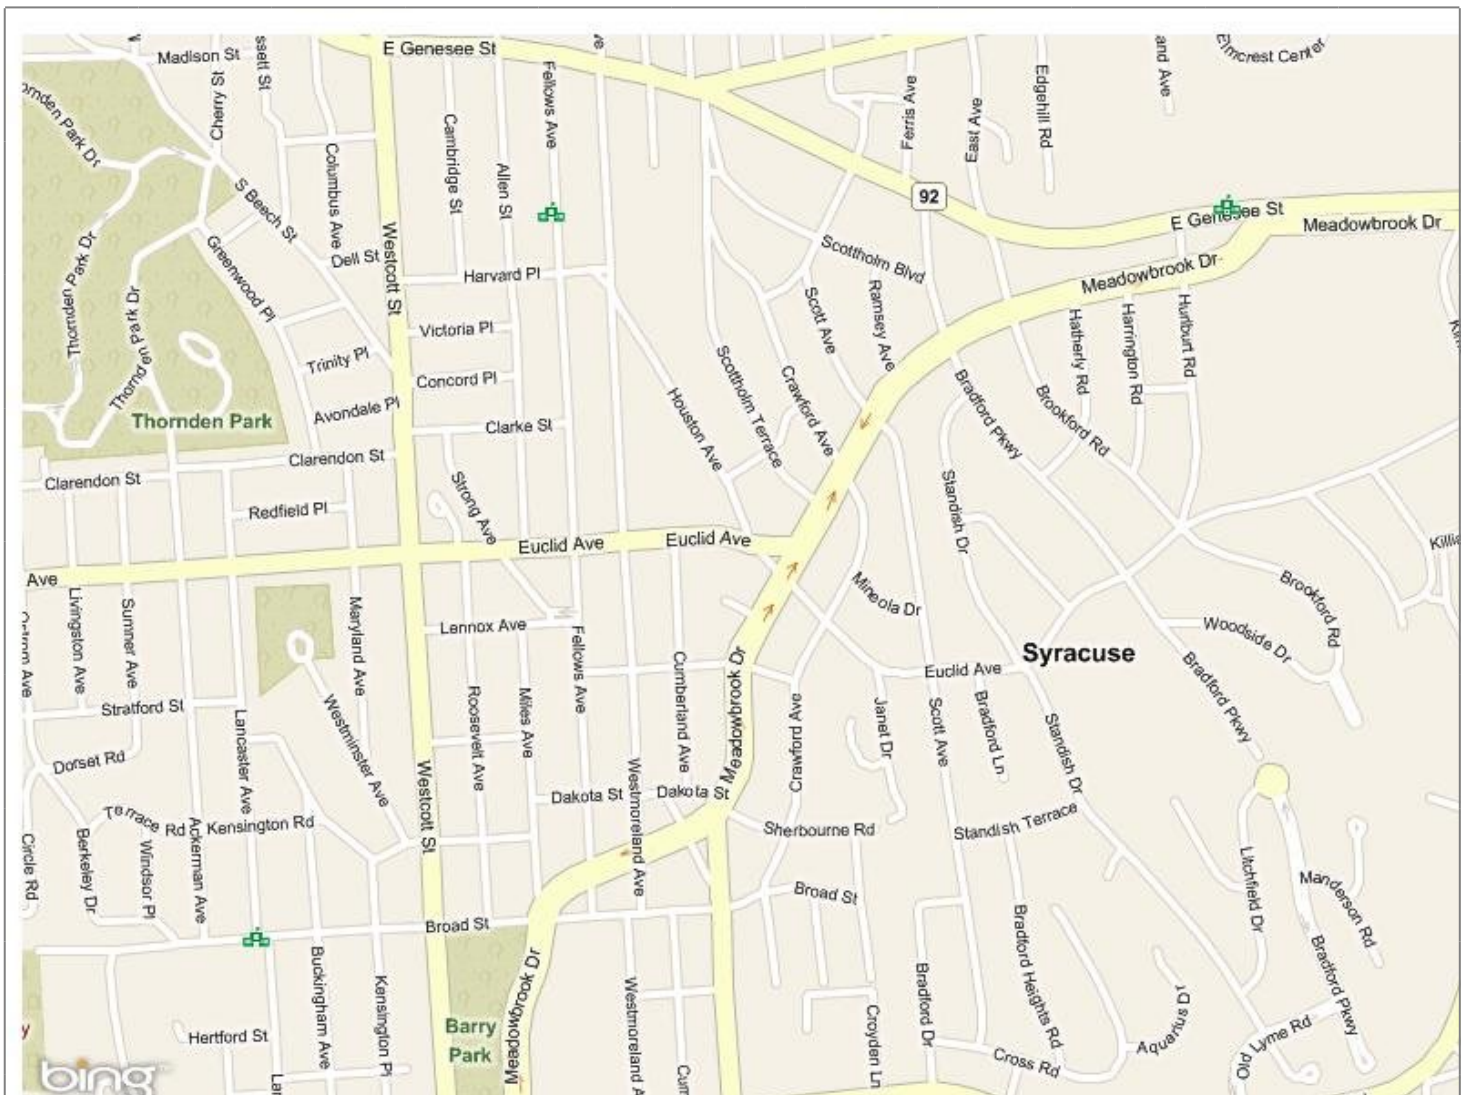 Madison St
E Genesee St
Elmcrest Center
Cherry St
Fellows Ave
Edgehill Rd
Ferris Ave
East Ave
Cambridge St
Allen St
Columbus Ave
S Beech St
92
E Genesee St
Meadowbrook Dr
Thornden Park Dr
Greenwood Pl
Dell St
Westcott St
Harvard Pl
Scottholm Blvd
Meadowbrook Dr
Thornden Park Dr
Victoria Pl
Scott Ave
Ramsey Ave
Hatherly Rd
Harrington Rd
Hurlburt Rd
Trinity Pl
Concord Pl
Scottholm Terrace
Crawford Ave
Houston Ave
Bradford Pkwy
Brookford Rd
Avondale Pl
Thornden Park
Clarke St
Clarendon St
Clarendon St
Strong Ave
Standish Dr
Redfield Pl
Euclid Ave
Euclid Ave
Ave
Livingston Ave
Sumner Ave
Maryland Ave
Mineola Dr
Brookford Rd
Lennox Ave
Fellows Ave
Woodside Dr
Syracuse
Cumberland Ave
Meadowbrook Dr
Euclid Ave
Bradford Pkwy
Stratford St
Lancaster Ave
Westminster Ave
Roosevelt Ave
Miles Ave
Crawford Ave
Janet Dr
Scott Ave
Bradford Ln
Standish Dr
Dorset Rd
Westcott St
Westmoreland Ave
Dakota St
Dakota St
Terrace Rd
Kensington Rd
Sherbourne Rd
Standish Terrace
Circle Rd
Berkeley Dr
Windsor Pl
Ackerman Ave
Litchfield Dr
Manderson Rd
Broad St
Broad St
Buckingham Ave
Kensington Pl
Meadowbrook Dr
Westmoreland A
Croyden Ln
Bradford Dr
Bradford Heights Rd
Aquarius Dr
Bradford Pkwy
Hertford St
Barry
Park
Cross Rd
Old Lyme Rd
bing